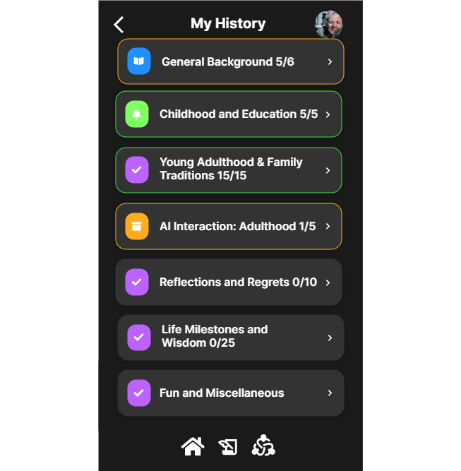 My History
General Background 5/6
Childhood and Education 5/5
Young Adulthood & Family
Traditions 15/15
AI Interaction: Adulthood 1/5
Reflections and Regrets 0/10
Life Milestones and
Wisdom 0/25
Fun and Miscellaneous